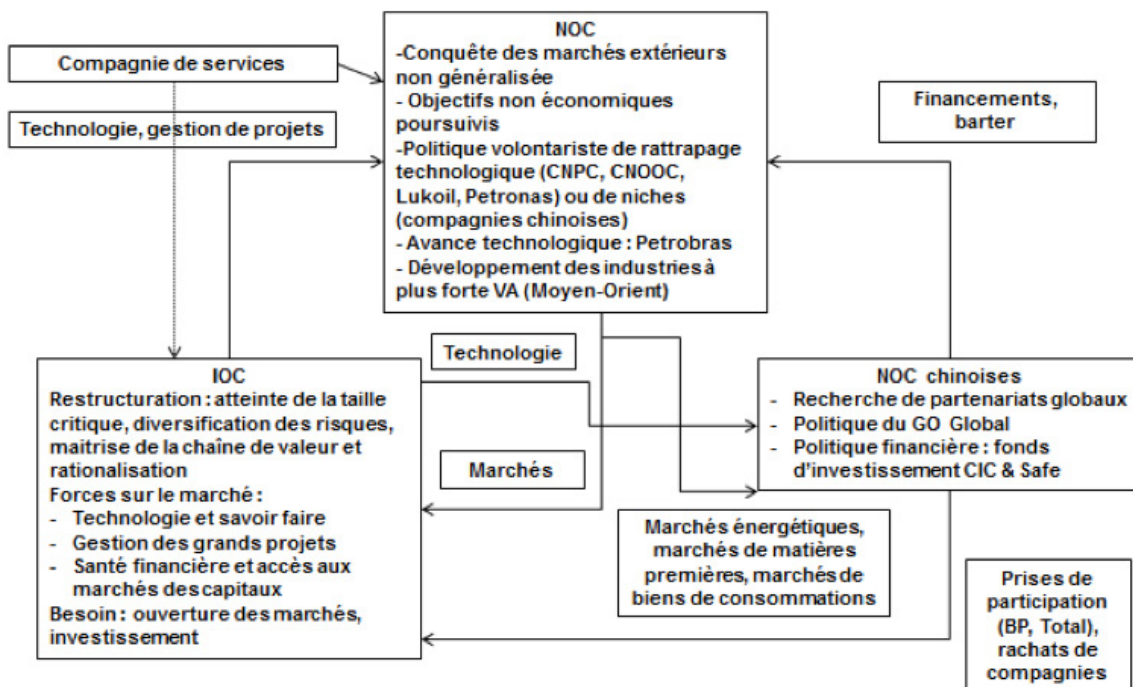 NOC
-Conquête des marchés extérieurs
non généralisée
- Objectifs non économiques
poursuivis
-Politique volontariste de rattrapage
technologique (CNPC, CNOOC,
Lukoil, Petronas) ou de niches
(compagnies chinoises)
- Avance technologique : Petrobras
- Développement des industries à
plus forte VA (Moyen-Orient)
Compagnie de services
Technologie, gestion de projets
Financements,
barter
Technologie
IOC
Restructuration : atteinte de la taille
critique, diversification des risques,
maitrise de la chaîne de valeur et
rationalisation
Forces sur le marché :
- Technologie et savoir faire
- Gestion des grands projets
- Santé financière et accès aux
marchés des capitaux
Besoin : ouverture des marchés,
investissement
Marchés
NOC chinoises
- Recherche de partenariats globaux
- Politique du GO Global
- Politique financière : fonds
d'investissement CIC & Safe
Marchés énergétiques,
marchés de matières
premières, marchés de
biens de consommations
Prises de
participation
(BP, Total),
rachats de
compagnies